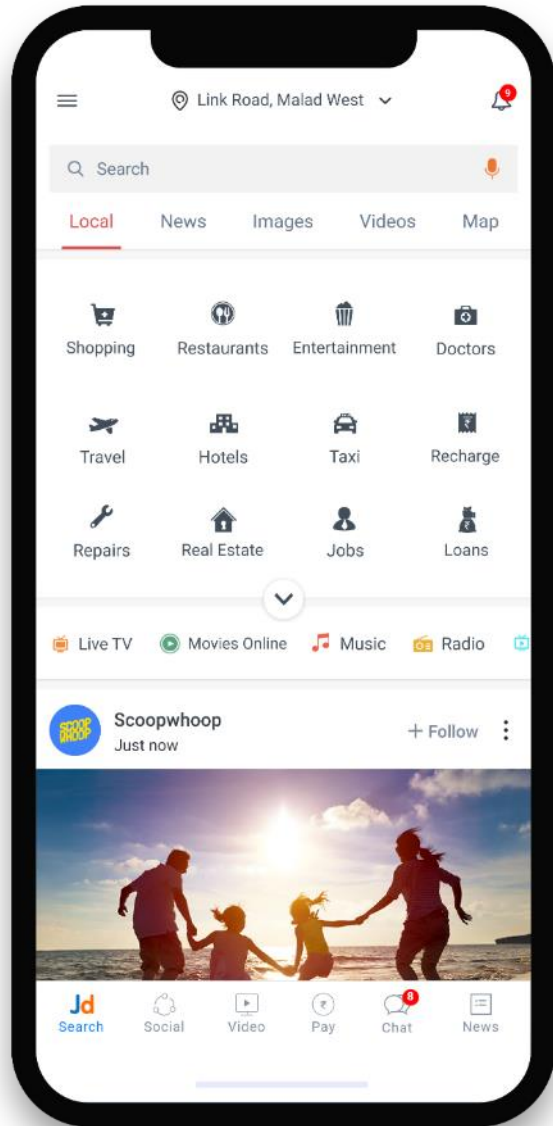 Link Road, Malad West
9
Search
Local News Images Videos Map
Shopping Restaurants Entertainment Doctors
Travel Hotels Taxi Recharge
Repairs Real Estate Jobs Loans
Live TV Movies Online Music Radio
SCOOP WHOOP
Scoopwhoop
Just now
+ Follow
Jd
8
Search Social Video Pay Chat News